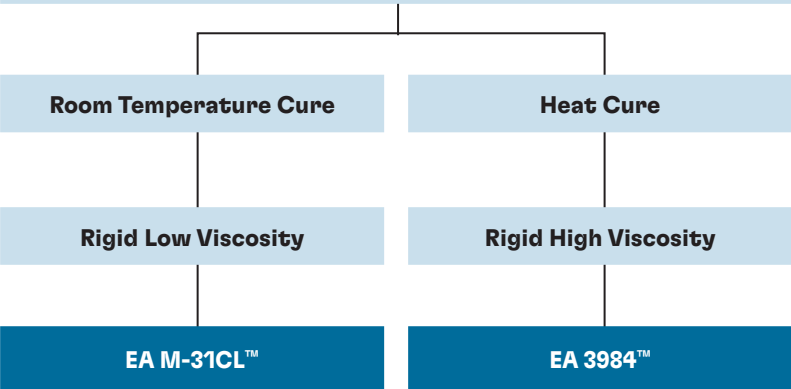 Room Temperature Cure
Heat Cure
Rigid Low Viscosity
Rigid High Viscosity
EA M-31CL™
EA 3984™